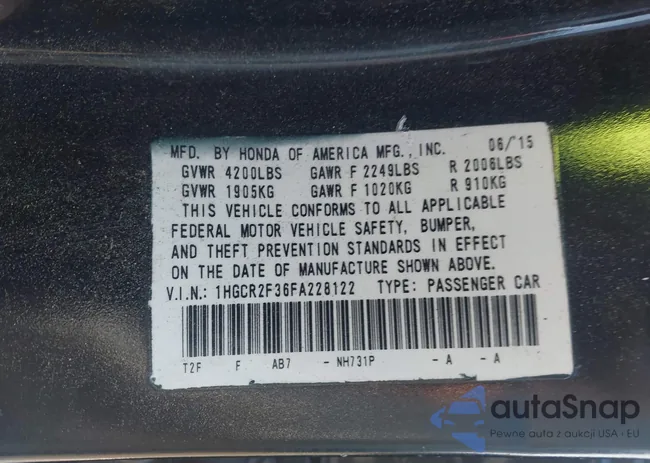 MFD. BY HONDA OF AMERICA MFG., INC. 06/'15
GVWR 4200LBS GAWR F 2249LBS R 2006LBS
GVWR 1905KG GAWR F 1020KG R 910KG
THIS VEHICLE CONFORMS TO ALL APPLICABLE
FEDERAL MOTOR VEHICLE SAFETY, BUMPER,
AND THEFT PREVENTION STANDARDS IN EFFECT
ON THE DATE OF MANUFACTURE SHOWN ABOVE.
V.I.N.: 1HGCR2F36FA228122 TYPE: PASSENGER CAR
T2F F AB7 - NH731P - A - A
autaSnap
Pewne auta z aukcji USA · EU